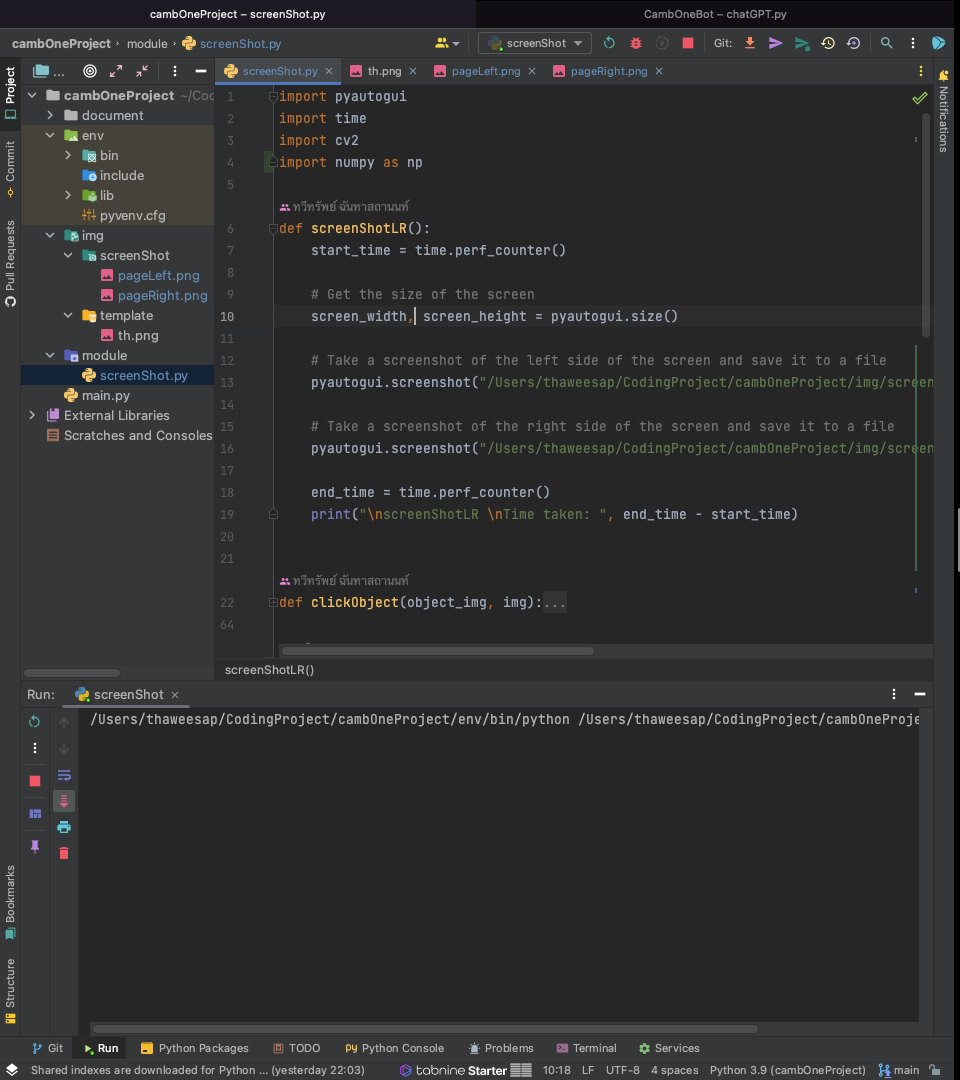 cambOneProject – screenShot.py
CambOneBot – chatGPT.py
cambOneProject › module › screenShot.py
screenShot
Git:
Project
Commit
Pull Requests
Bookmarks
Structure
Notifications
...
cambOneProject ~/Coc
document
env
bin
include
lib
pyvenv.cfg
img
screenShot
pageLeft.png
pageRight.png
template
th.png
module
screenShot.py
main.py
External Libraries
Scratches and Consoles
screenShot.py
th.png
pageLeft.png
pageRight.png
1 import pyautogui
2 import time
3 import cv2
4 import numpy as np
5
ทวีทรัพย์ ฉันทาสถานนท์
6 def screenShotLR():
7 start_time = time.perf_counter()
8
9 # Get the size of the screen
10 screen_width, screen_height = pyautogui.size()
11
12 # Take a screenshot of the left side of the screen and save it to a file
13 pyautogui.screenshot("/Users/thaweesap/CodingProject/cambOneProject/img/screen
14
15 # Take a screenshot of the right side of the screen and save it to a file
16 pyautogui.screenshot("/Users/thaweesap/CodingProject/cambOneProject/img/screen
17
18 end_time = time.perf_counter()
19 print("\nscreenShotLR \nTime taken: ", end_time - start_time)
20
21
ทวีทรัพย์ ฉันทาสถานนท์
22 def clickObject(object_img, img):...
64
screenShotLR()
Run: screenShot
/Users/thaweesap/CodingProject/cambOneProject/env/bin/python /Users/thaweesap/CodingProject/cambOneProje
Git
Run
Python Packages
TODO
Python Console
Problems
Terminal
Services
Shared indexes are downloaded for Python ... (yesterday 22:03)
tabnine Starter
10:18
LF
UTF-8
4 spaces
Python 3.9 (cambOneProject)
main